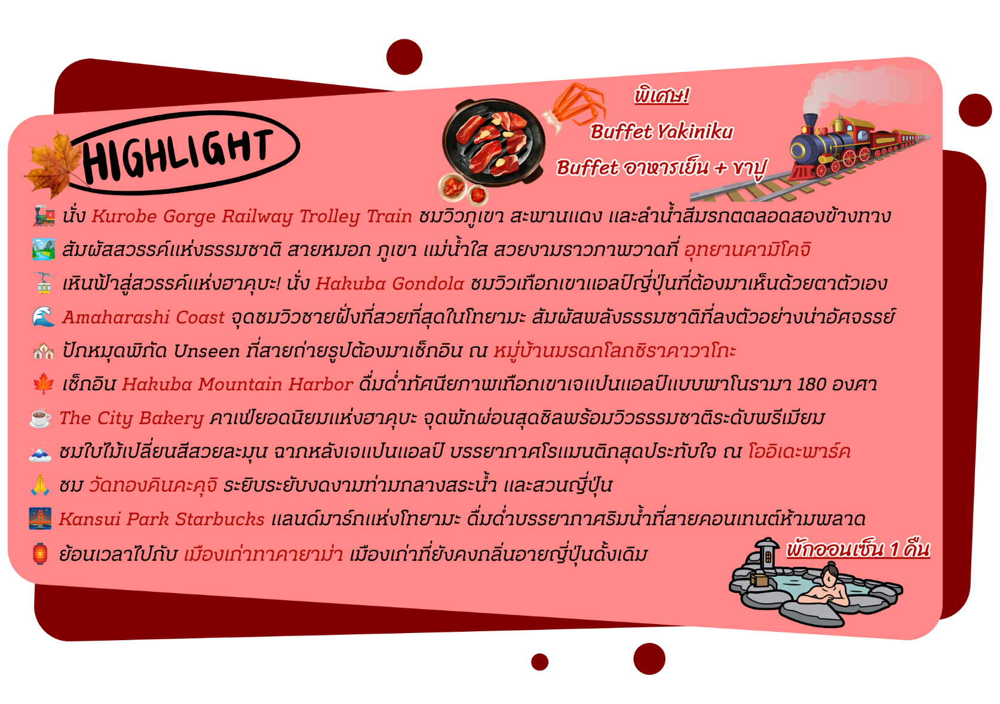 HIGHLIGHT
พิเศษ!
Buffet Yakiniku
Buffet อาหารเย็น + ขาปู
นั่ง Kurobe Gorge Railway Trolley Train ชมวิวภูเขา สะพานแดง และลำน้ำสีมรกตตลอดสองข้างทาง
สัมผัสสวรรค์แห่งธรรมชาติ สายหมอก ภูเขา แม่น้ำใส สวยงามราวภาพวาดที่ อุทยานคามิโคจิ
เหินฟ้าสู่สวรรค์แห่งฮาคุบะ! นั่ง Hakuba Gondola ชมวิวเทือกเขาแอลป์ญี่ปุ่นที่ต้องมาเห็นด้วยตาตัวเอง
Amaharashi Coast จุดชมวิวชายฝั่งที่สวยที่สุดในโทยามะ สัมผัสพลังธรรมชาติที่ลงตัวอย่างน่าอัศจรรย์
ปักหมุดพิกัด Unseen ที่สายถ่ายรูปต้องมาเช็กอิน ณ หมู่บ้านมรดกโลกชิราคาวาโกะ
เช็กอิน Hakuba Mountain Harbor ดื่มด่ำทัศนียภาพเทือกเขาเจแปนแอลป์แบบพาโนรามา 180 องศา
The City Bakery คาเฟ่ยอดนิยมแห่งฮาคุบะ จุดพักผ่อนสุดชิลพร้อมวิวธรรมชาติระดับพรีเมียม
ชมใบไม้เปลี่ยนสีสวยละมุน ฉากหลังเจแปนแอลป์ บรรยากาศโรแมนติกสุดประทับใจ ณ โออิเดะพาร์ค
ชม วัดทองคินคะคุจิ ระยิบระยับงดงามท่ามกลางสระน้ำ และสวนญี่ปุ่น
Kansui Park Starbucks แลนด์มาร์กแห่งโทยามะ ดื่มด่ำบรรยากาศริมน้ำที่สายคอนเทนต์ห้ามพลาด
ย้อนเวลาไปกับ เมืองเก่าทาคายาม่า เมืองเก่าที่ยังคงกลิ่นอายญี่ปุ่นดั้งเดิม
พักออนเซ็น 1 คืน